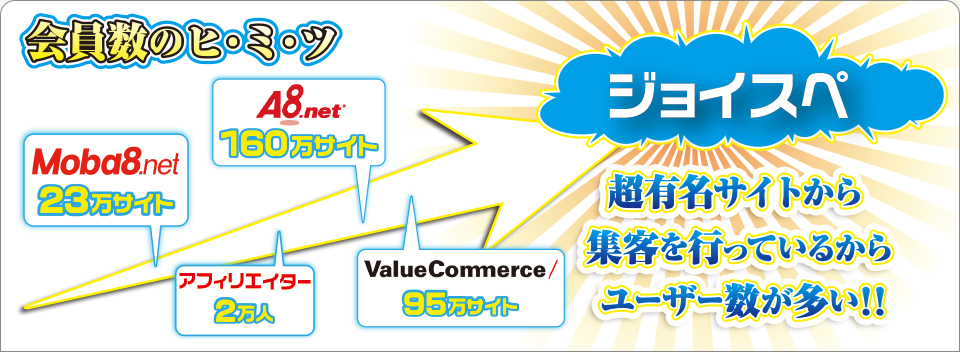 会員数のヒ・ミ・ツ
ジョイスペ
A8.net
160万サイト
Moba8.net
23万サイト
アフィリエイター
2万人
ValueCommerce/
95万サイト
超有名サイトから
集客を行っているから
ユーザー数が多い!!